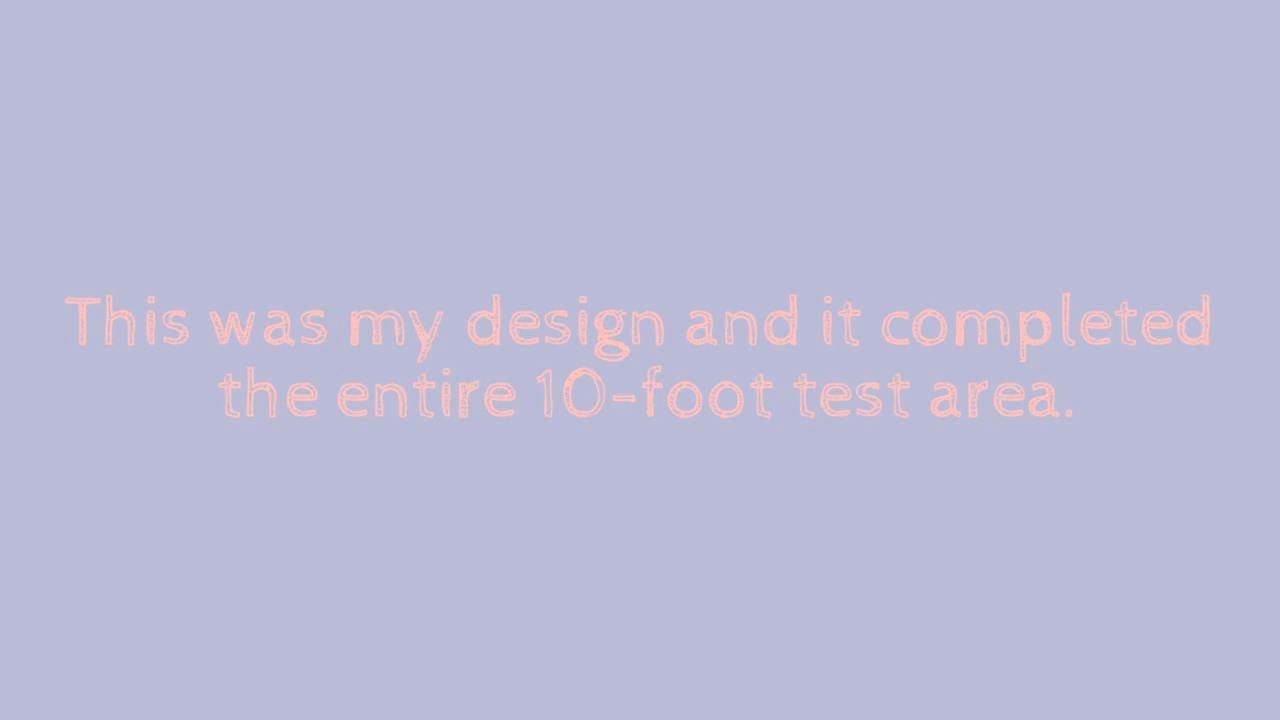 This was my design and it completed
the entire 10-foot test area.